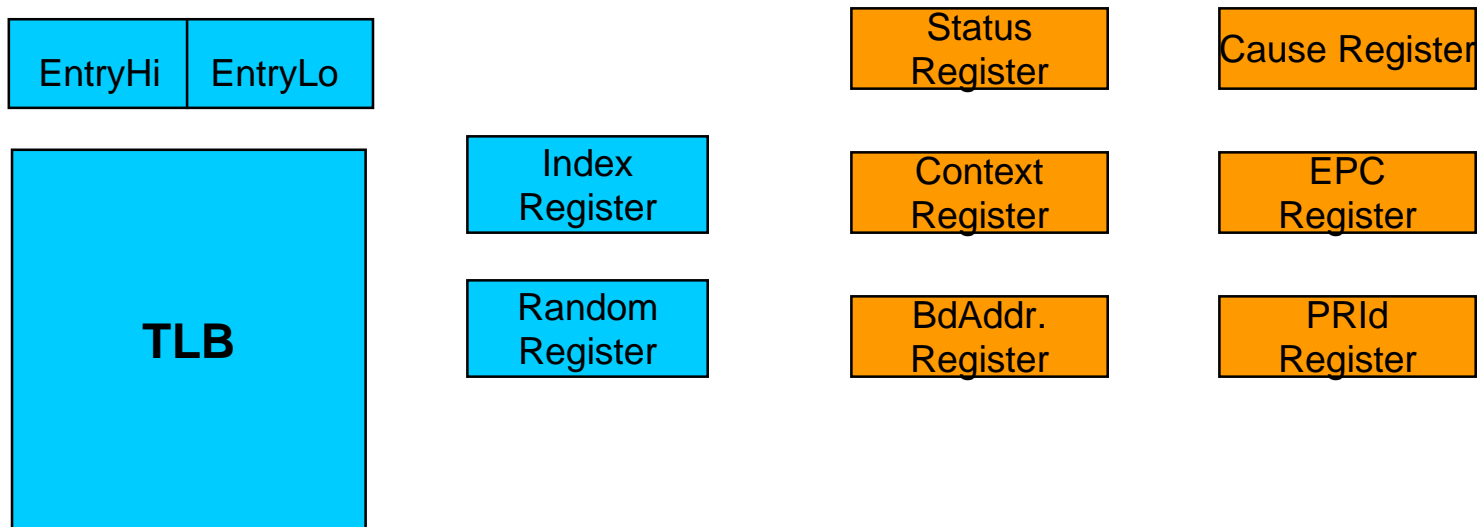 EntryHi
EntryLo
TLB
Index
Register
Random
Register
Status
Register
Context
Register
BdAddr.
Register
Cause Register
EPC
Register
PRId
Register